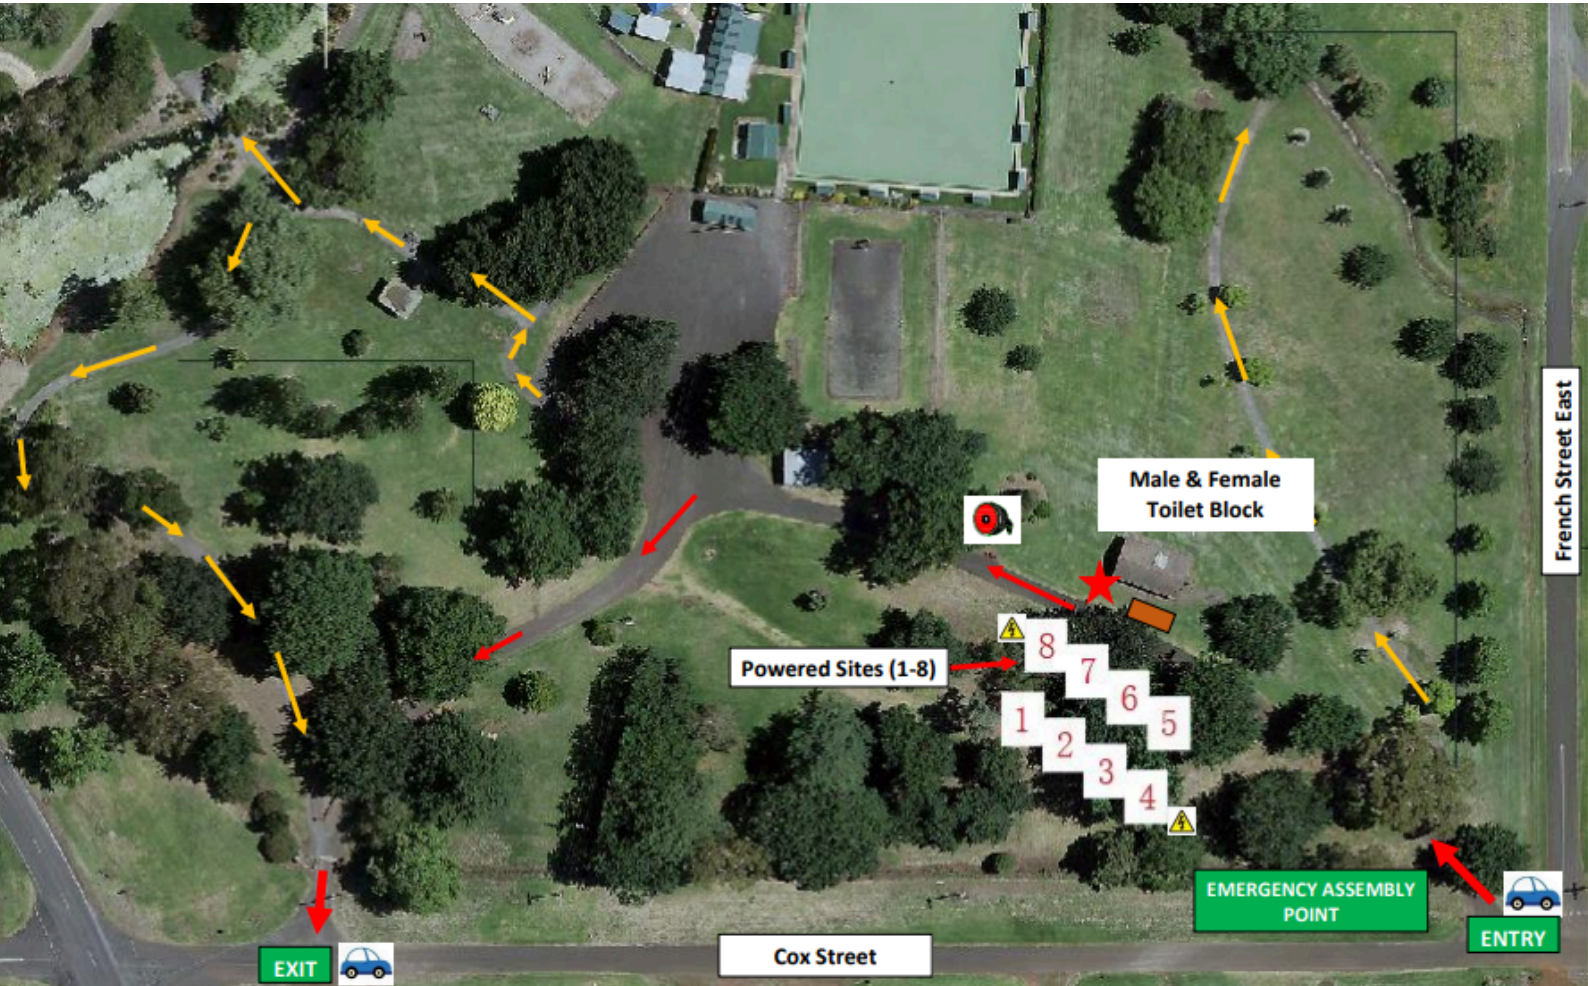 French Street East
Male & Female
Toilet Block
Powered Sites (1-8)
8
7
6
5
1
2
3
4
EMERGENCY ASSEMBLY
POINT
ENTRY
Cox Street
EXIT